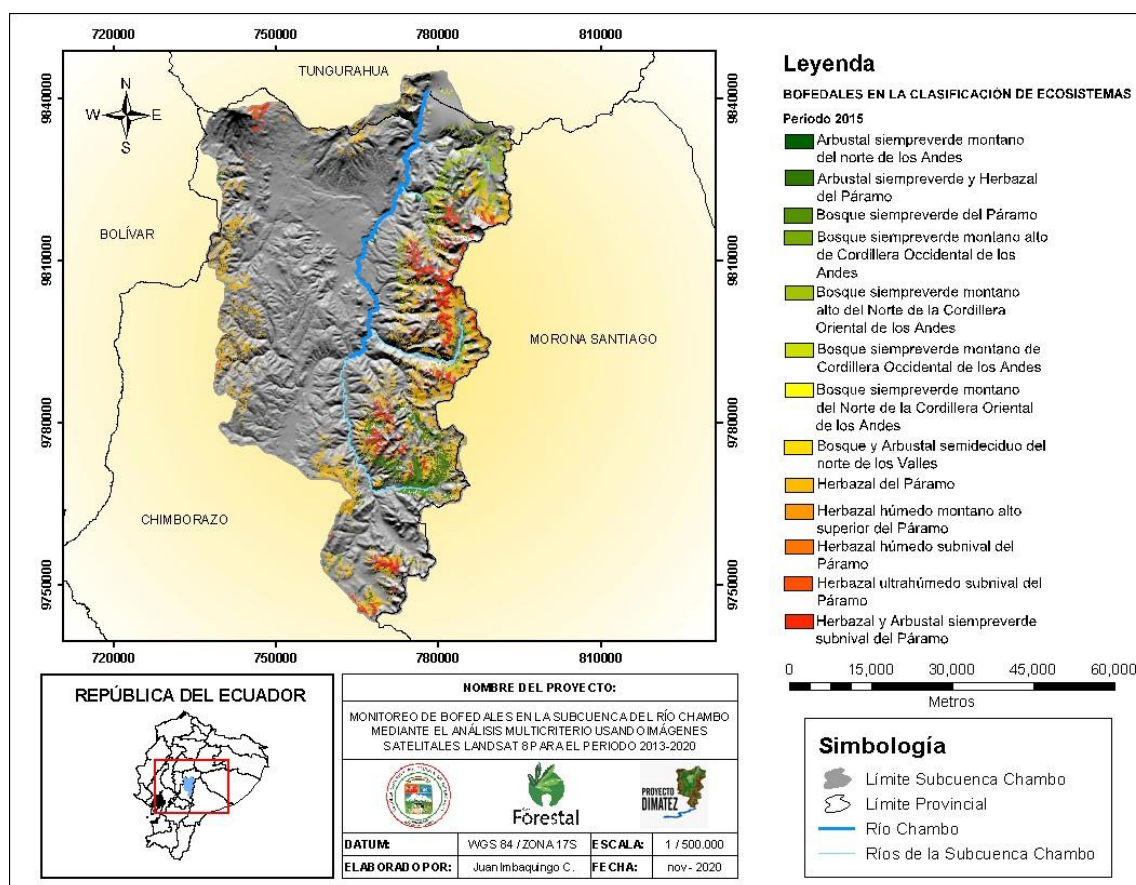 720000 750000 780000 810000
TUNGURAHUA
N
W E
S
BOLÍVAR
MORONA SANTIAGO
CHIMBORAZO
9840000
9810000
9780000
9750000
9840000
9810000
9780000
9750000
720000 750000 780000 810000
Leyenda
BOFEDALES EN LA CLASIFICACIÓN DE ECOSISTEMAS
Periodo 2015
Arbustal siempreverde montano
del norte de los Andes
Arbustal siempreverde y Herbazal
del Páramo
Bosque siempreverde del Páramo
Bosque siempreverde montano alto
de Cordillera Occidental de los
Andes
Bosque siempreverde montano
alto del Norte de la Cordillera
Oriental de los Andes
Bosque siempreverde montano de
Cordillera Occidental de los Andes
Bosque siempreverde montano
del Norte de la Cordillera Oriental
de los Andes
Bosque y Arbustal semideciduo del
norte de los Valles
Herbazal del Páramo
Herbazal húmedo montano alto
superior del Páramo
Herbazal húmedo subnival del
Páramo
Herbazal ultrahúmedo subnival del
Páramo
Herbazal y Arbustal siempreverde
subnival del Páramo
0 15,000 30,000 45,000 60,000
Metros
REPÚBLICA DEL ECUADOR
NOMBRE DEL PROYECTO:
MONITOREO DE BOFEDALES EN LA SUBCUENCA DEL RÍO CHAMBO
MEDIANTE EL ANÁLISIS MULTICRITERIO USANDO IMÁGENES
SATELITALES LANDSAT 8 PARA EL PERIODO 2013-2020
Forestal
PROYECTO
DIMATEZ
DATUM: WGS 84 / ZONA 17S ESCALA: 1 / 500.000
ELABORADO POR: Juan Imbaquingo C. FECHA: nov - 2020
Simbología
Límite Subcuenca Chambo
Límite Provincial
Río Chambo
Ríos de la Subcuenca Chambo